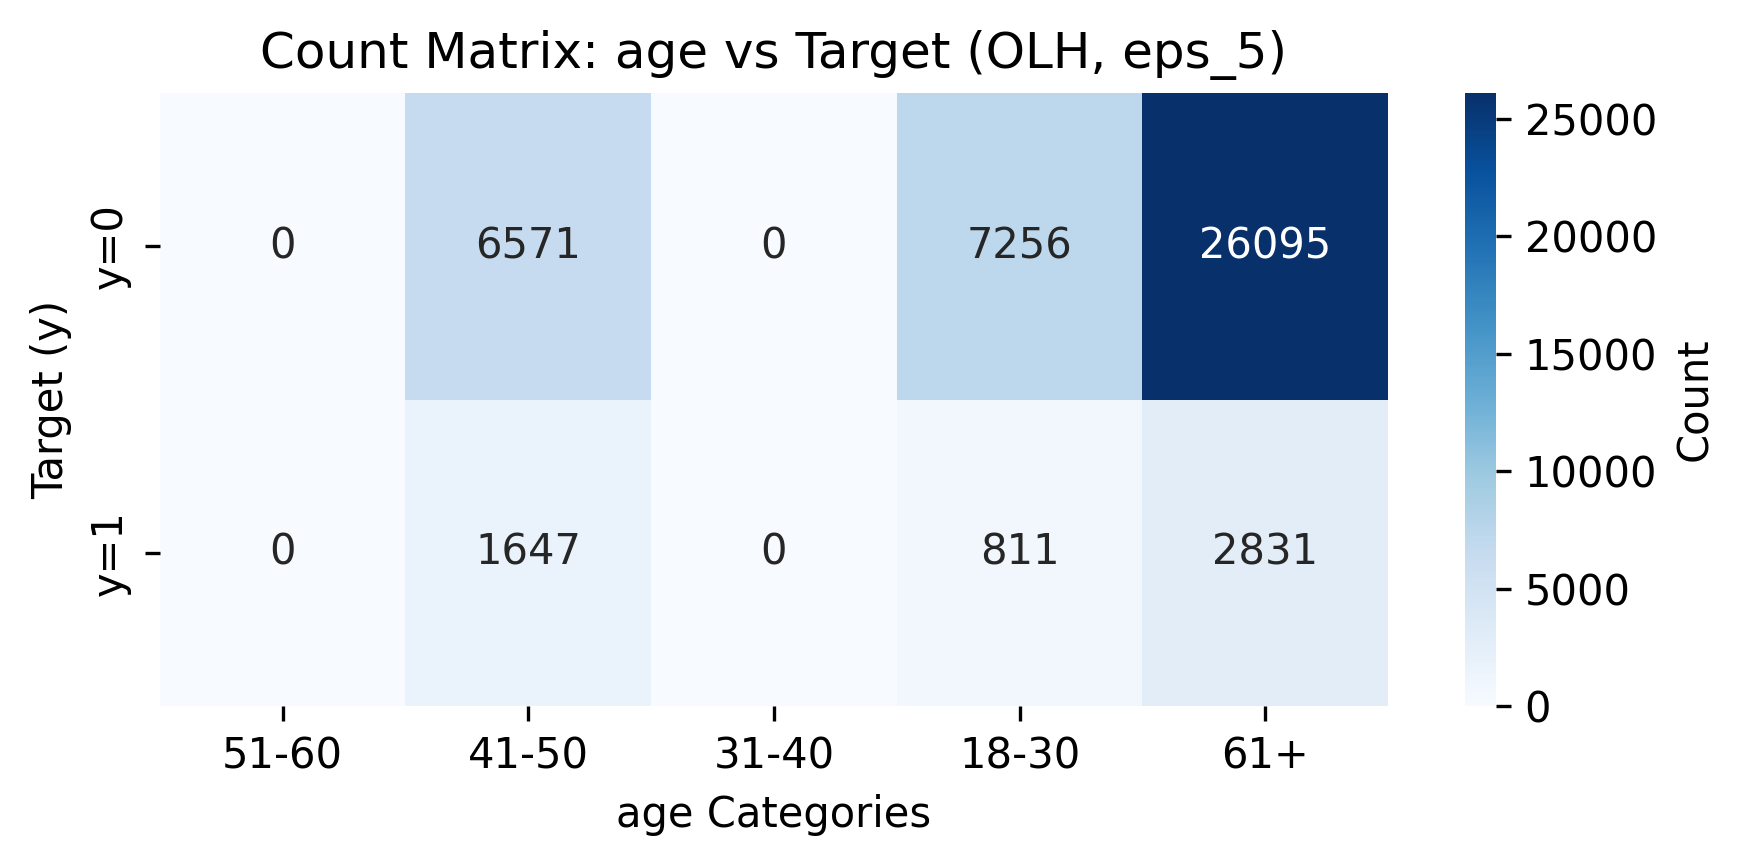 Count Matrix: age vs Target (OLH, eps_5)
Target (y)
y=0
0 6571 0 7256 26095
y=1
0 1647 0 811 2831
51-60 41-50 31-40 18-30 61+
age Categories
25000
20000
15000
10000
5000
0
Count